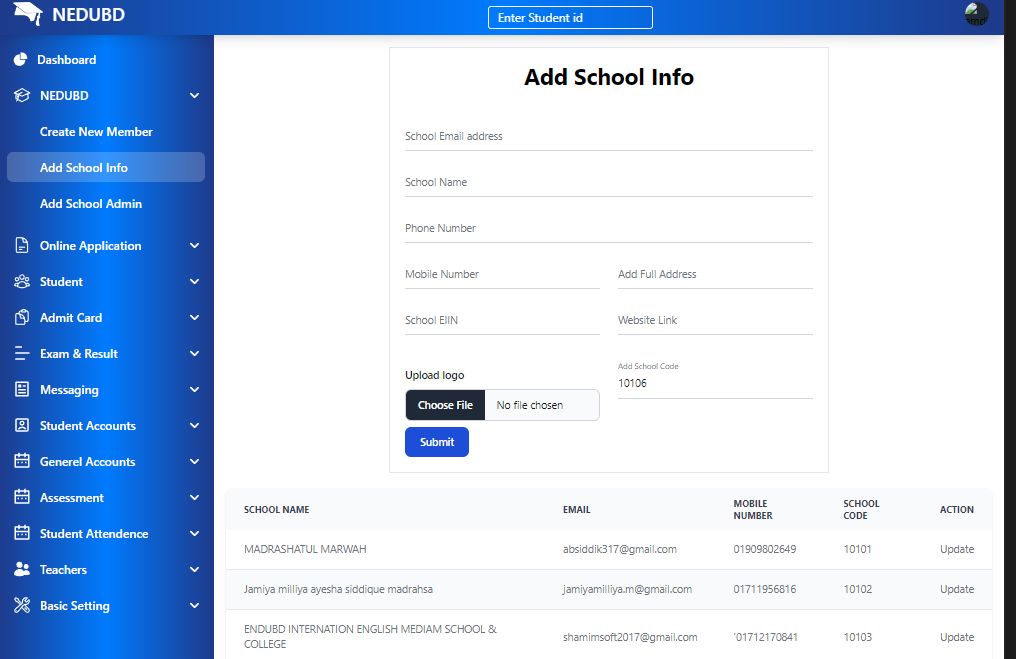 NEDUBD
Enter Student id
Dashboard
NEDUBD
Create New Member
Add School Info
Add School Admin
Online Application
Student
Admit Card
Exam & Result
Messaging
Student Accounts
Generel Accounts
Assessment
Student Attendence
Teachers
Basic Setting
Add School Info
School Email address
School Name
Phone Number
Mobile Number
Add Full Address
School EIIN
Website Link
Upload logo
Add School Code
10106
Choose File No file chosen
Submit
SCHOOL NAME EMAIL MOBILE NUMBER SCHOOL CODE ACTION
MADRASHATUL MARWAH absiddik317@gmail.com 01909802649 10101 Update
Jamiya milliya ayesha siddique madrahsa jamiyamilliya.m@gmail.com 01711956816 10102 Update
ENDUBD INTERNATION ENGLISH MEDIAM SCHOOL &
COLLEGE
shamimsoft2017@gmail.com '01712170841 10103 Update